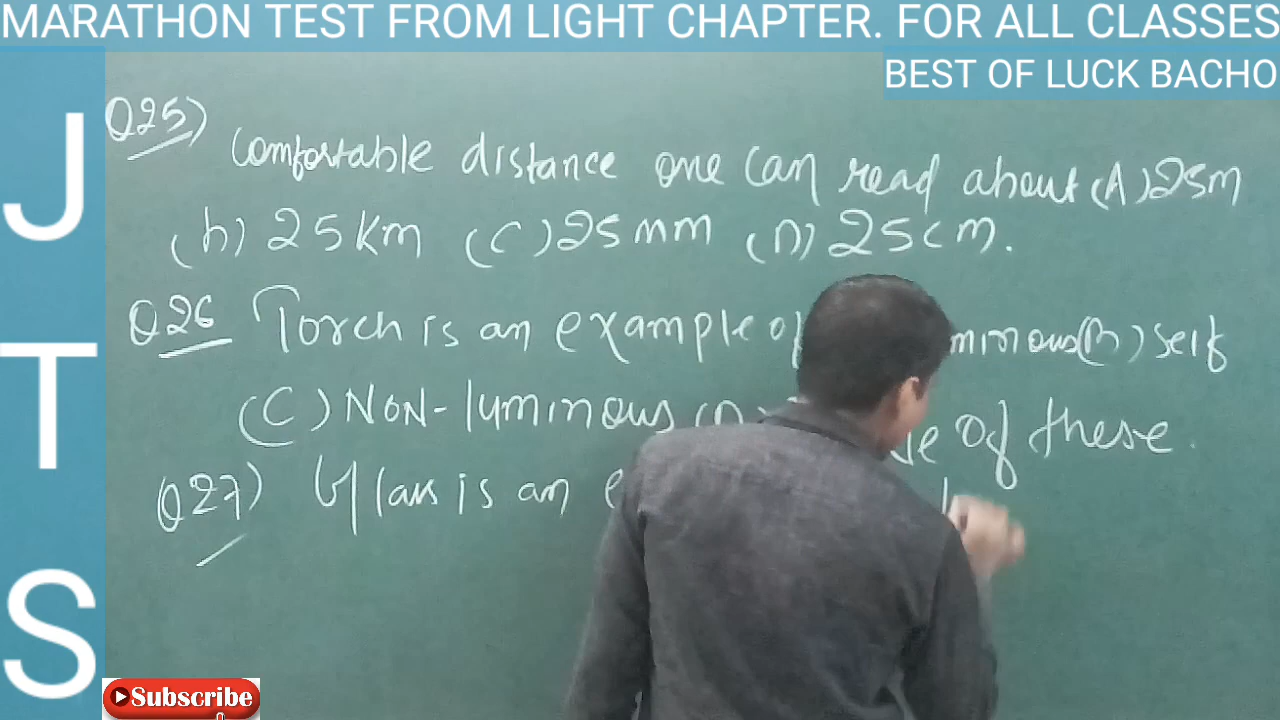 MARATHON TEST FROM LIGHT CHAPTER. FOR ALL CLASSES
BEST OF LUCK BACHO
J
T
S
Q25)
Comfortable distance one can read about (A) 25m
(b) 25 Km (C) 25 mm (D) 25 cm.
Q26 Torch is an example of minous (B) self
(C) NON-luminous (D of these.
Q27) Glass is an
Subscribe